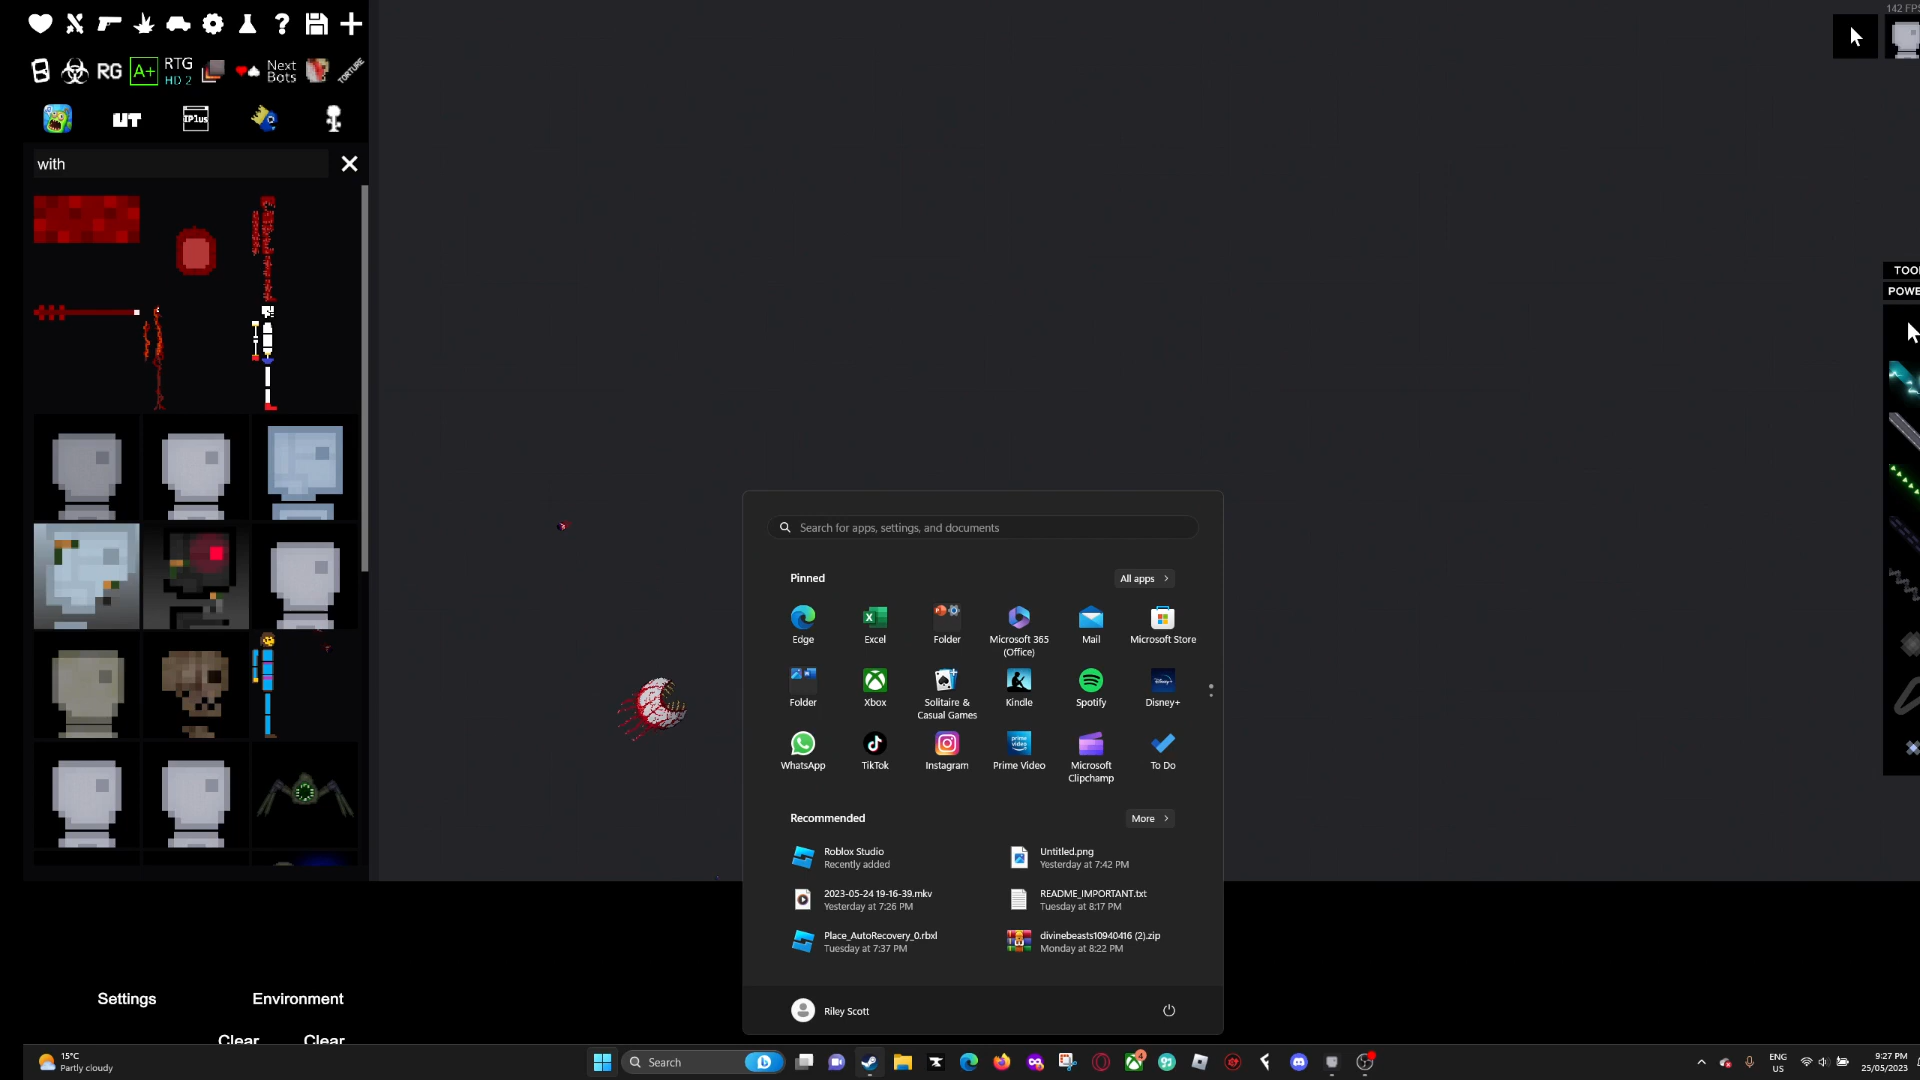 142 FPS
RG A+ RTG HD 2 Next Bots TORTURE
UT IPlus
with
TOO
POWE
Search for apps, settings, and documents
Pinned
All apps
Edge Excel Folder Microsoft 365 (Office) Mail Microsoft Store
Folder Xbox Solitaire & Casual Games Kindle Spotify Disney+
WhatsApp TikTok Instagram Prime Video Microsoft Clipchamp To Do
Recommended
More
Roblox Studio
Recently added
Untitled.png
Yesterday at 7:42 PM
2023-05-24 19-16-39.mkv
Yesterday at 7:26 PM
README_IMPORTANT.txt
Tuesday at 8:17 PM
Place_AutoRecovery_0.rbxl
Tuesday at 7:37 PM
divinebeasts10940416 (2).zip
Monday at 8:22 PM
Settings Environment
Clear Clear
Riley Scott
15°C
Partly cloudy
Search
4
ENG
US
9:27 PM
25/05/2023